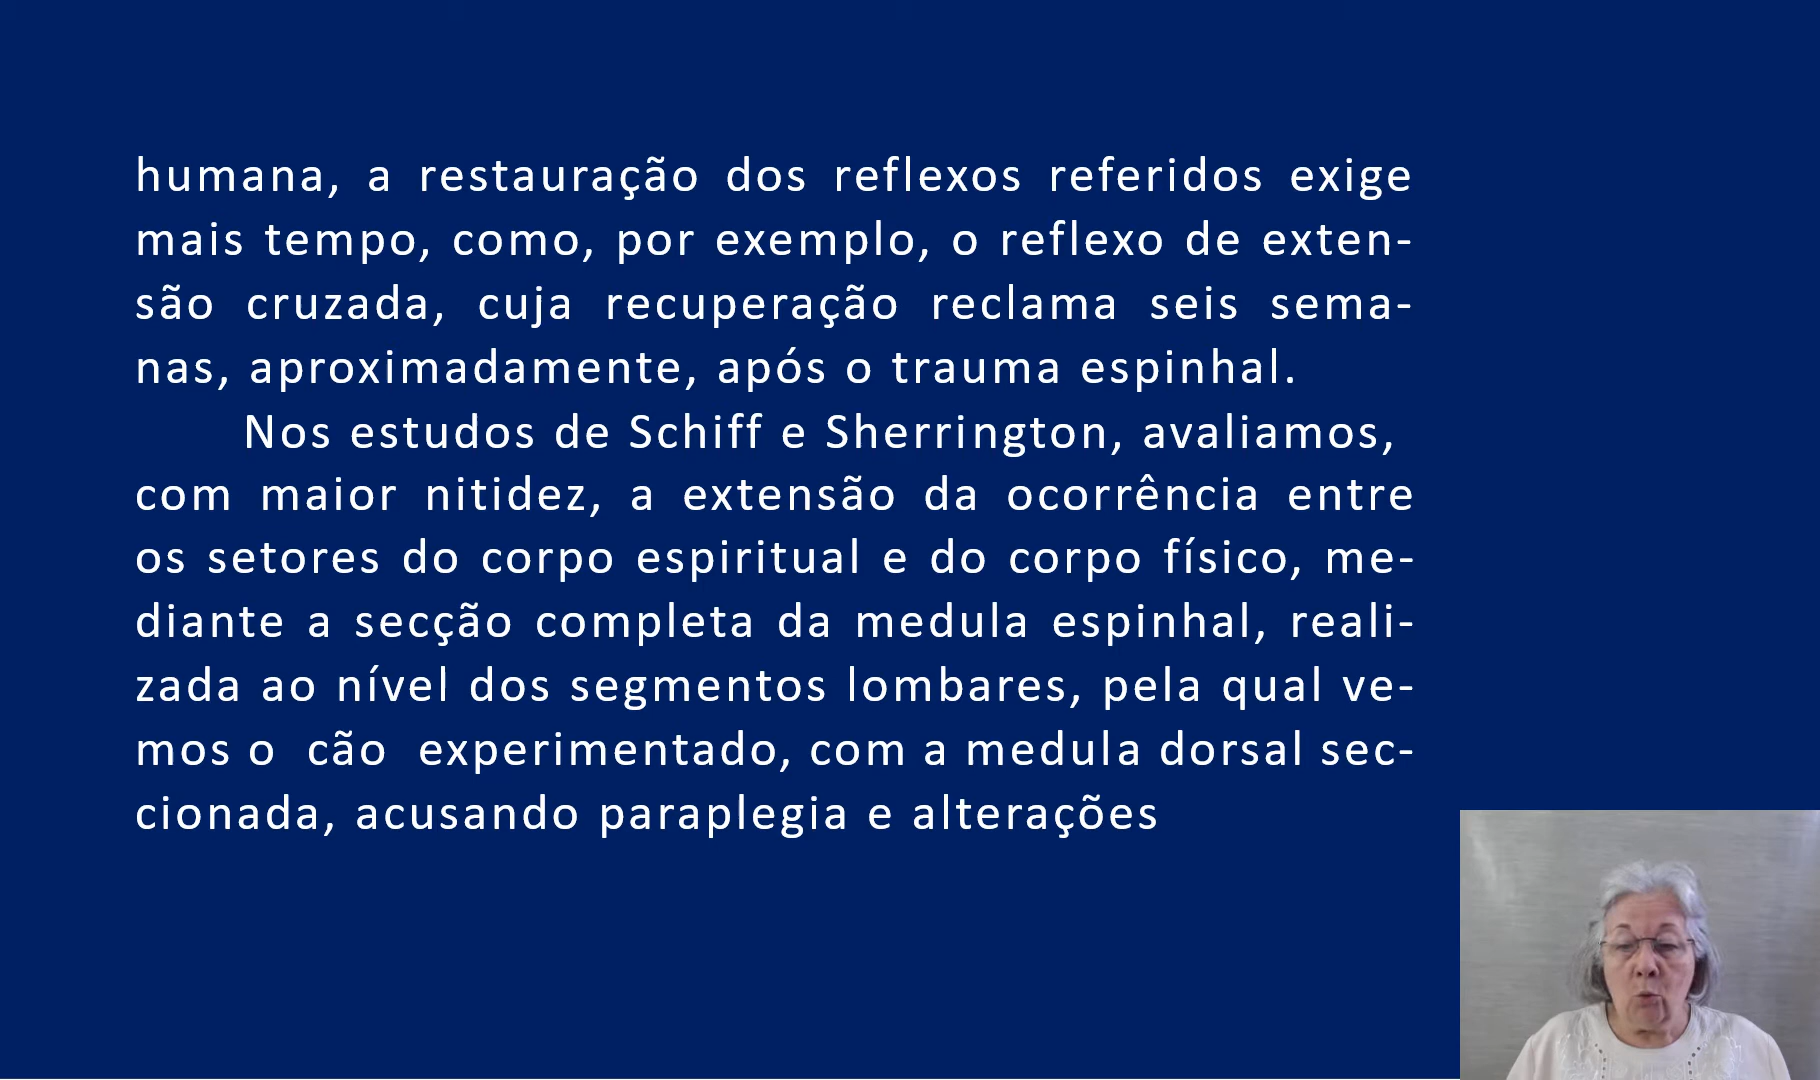 humana, a restauração dos reflexos referidos exige
mais tempo, como, por exemplo, o reflexo de exten-
são cruzada, cuja recuperação reclama seis sema-
nas, aproximadamente, após o trauma espinhal.
Nos estudos de Schiff e Sherrington, avaliamos,
com maior nitidez, a extensão da ocorrência entre
os setores do corpo espiritual e do corpo físico, me-
diante a secção completa da medula espinhal, reali-
zada ao nível dos segmentos lombares, pela qual ve-
mos o cão experimentado, com a medula dorsal sec-
cionada, acusando paraplegia e alterações